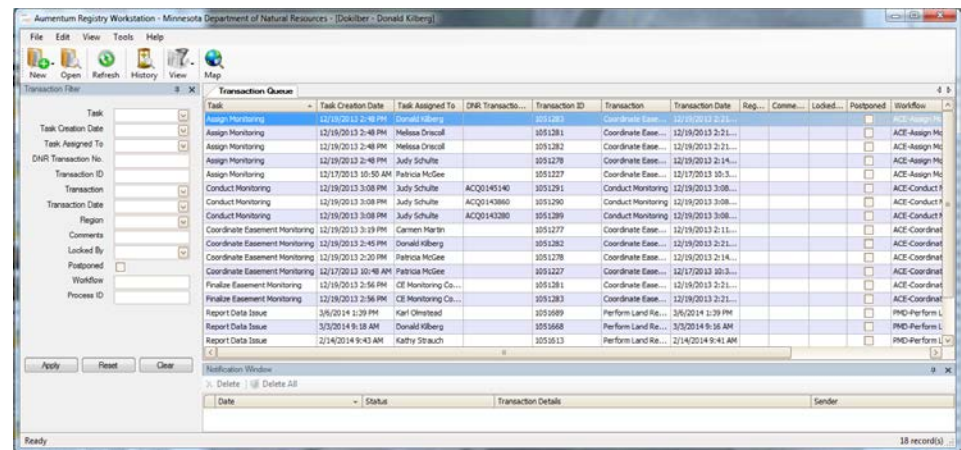 Aumentum Registry Workstation - Minnesota Department of Natural Resources - [Dokilber - Donald Kilberg]
File Edit View Tools Help
New Open Refresh History View Map
Transaction Filter
Task
Task Creation Date
Task Assigned To
DNR Transaction No.
Transaction ID
Transaction
Transaction Date
Region
Comments
Locked By
Postponed
Workflow
Process ID
Apply Reset Clear
Transaction Queue
Task Task Creation Date Task Assigned To DNR Transactio... Transaction ID Transaction Transaction Date Reg... Comme... Locked... Postponed Workflow
Assign Monitoring 12/19/2013 2:48 PM Donald Kilberg 1051283 Coordinate Ease... 12/19/2013 2:21... ACE-Assign Mo
Assign Monitoring 12/19/2013 2:48 PM Melissa Driscoll 1051281 Coordinate Ease... 12/19/2013 2:21... ACE-Assign Mo
Assign Monitoring 12/19/2013 2:48 PM Melissa Driscoll 1051282 Coordinate Ease... 12/19/2013 2:21... ACE-Assign Mo
Assign Monitoring 12/19/2013 2:48 PM Judy Schulte 1051278 Coordinate Ease... 12/19/2013 2:14... ACE-Assign Mo
Assign Monitoring 12/17/2013 10:50 AM Patricia McGee 1051227 Coordinate Ease... 12/17/2013 10:3... ACE-Assign Mo
Conduct Monitoring 12/19/2013 3:08 PM Judy Schulte ACQ0145140 1051291 Conduct Monitoring 12/19/2013 3:08... ACE-Conduct M
Conduct Monitoring 12/19/2013 3:08 PM Judy Schulte ACQ0143860 1051290 Conduct Monitoring 12/19/2013 3:08... ACE-Conduct M
Conduct Monitoring 12/19/2013 3:08 PM Judy Schulte ACQ0143280 1051289 Conduct Monitoring 12/19/2013 3:08... ACE-Conduct M
Coordinate Easement Monitoring 12/19/2013 3:19 PM Carmen Martin 1051277 Coordinate Ease... 12/19/2013 2:11... ACE-Coordinat
Coordinate Easement Monitoring 12/19/2013 2:45 PM Donald Kilberg 1051282 Coordinate Ease... 12/19/2013 2:21... ACE-Coordinat
Coordinate Easement Monitoring 12/19/2013 2:20 PM Patricia McGee 1051278 Coordinate Ease... 12/19/2013 2:14... ACE-Coordinat
Coordinate Easement Monitoring 12/17/2013 10:48 AM Patricia McGee 1051227 Coordinate Ease... 12/17/2013 10:3... ACE-Coordinat
Finalize Easement Monitoring 12/19/2013 2:56 PM CE Monitoring Co... 1051281 Coordinate Ease... 12/19/2013 2:21... ACE-Coordinat
Finalize Easement Monitoring 12/19/2013 2:56 PM CE Monitoring Co... 1051283 Coordinate Ease... 12/19/2013 2:21... ACE-Coordinat
Report Data Issue 3/6/2014 1:39 PM Karl Olmstead 1051689 Perform Land Re... 3/6/2014 1:39 PM PMD-Perform L
Report Data Issue 3/3/2014 9:18 AM Donald Kilberg 1051668 Perform Land Re... 3/3/2014 9:16 AM PMD-Perform L
Report Data Issue 2/14/2014 9:43 AM Kathy Strauch 1051613 Perform Land Re... 2/14/2014 9:41 AM PMD-Perform L
Notification Window
Delete Delete All
Date Status Transaction Details Sender
Ready 18 record(s)